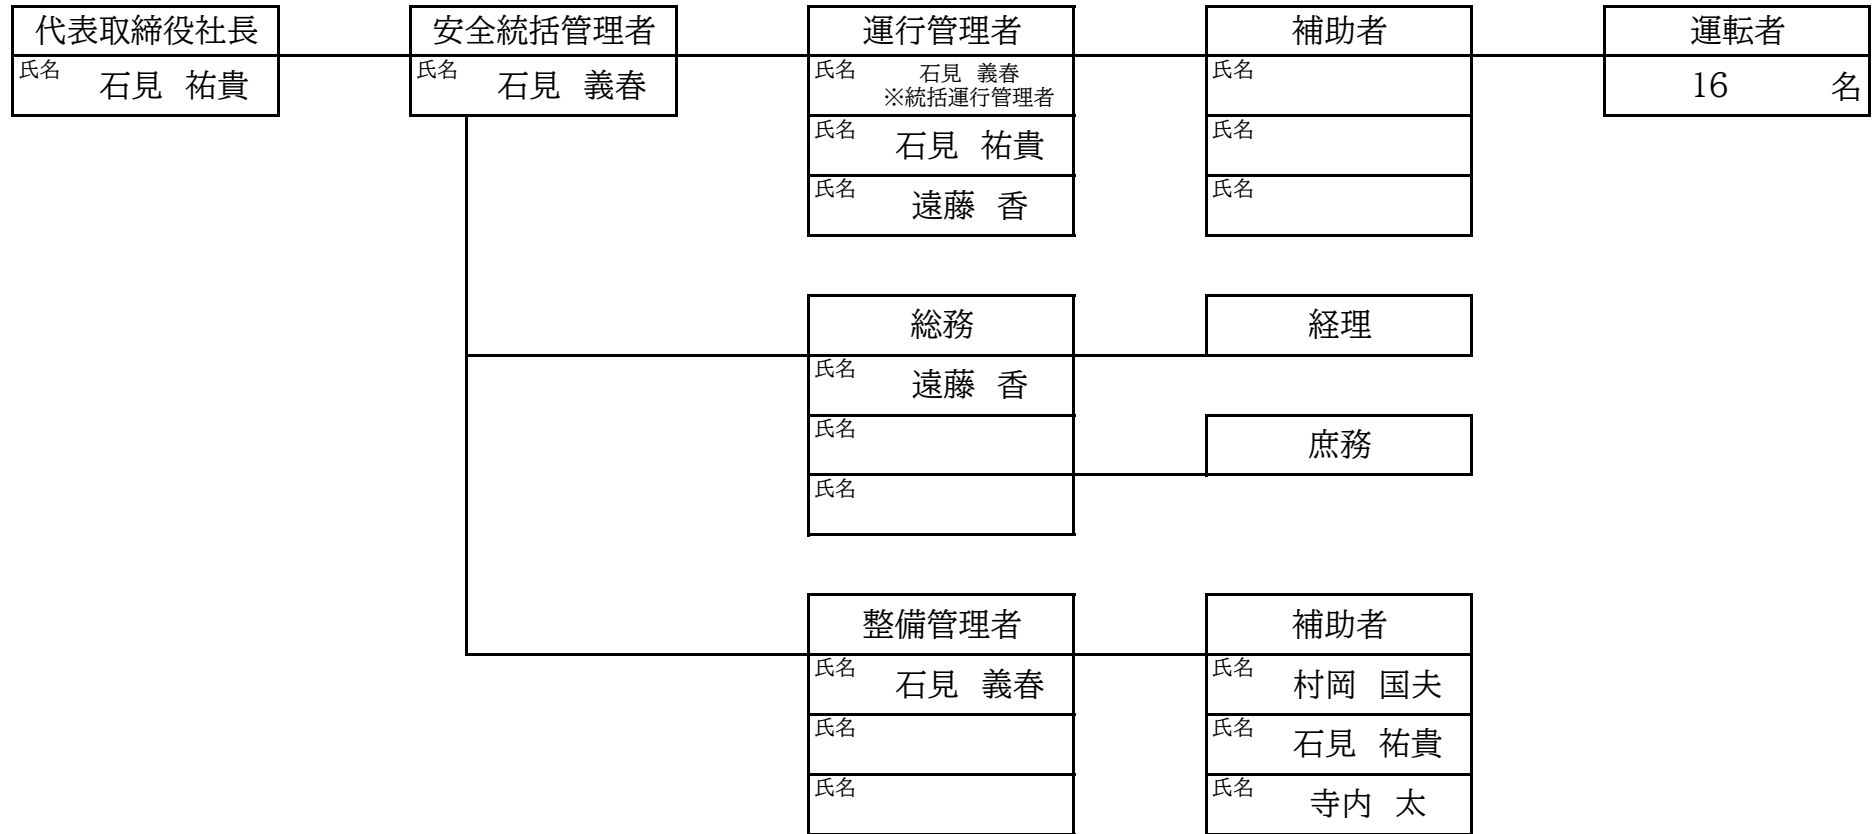 代表取締役社長
氏名 石見 祐貴
安全統括管理者
氏名 石見 義春
運行管理者
氏名 石見 義春
※統括運行管理者
氏名 石見 祐貴
氏名 遠藤 香
補助者
氏名
氏名
氏名
運転者
16 名
総務
氏名 遠藤 香
氏名
氏名
経理
庶務
整備管理者
氏名 石見 義春
氏名
氏名
補助者
氏名 村岡 国夫
氏名 石見 祐貴
氏名 寺内 太